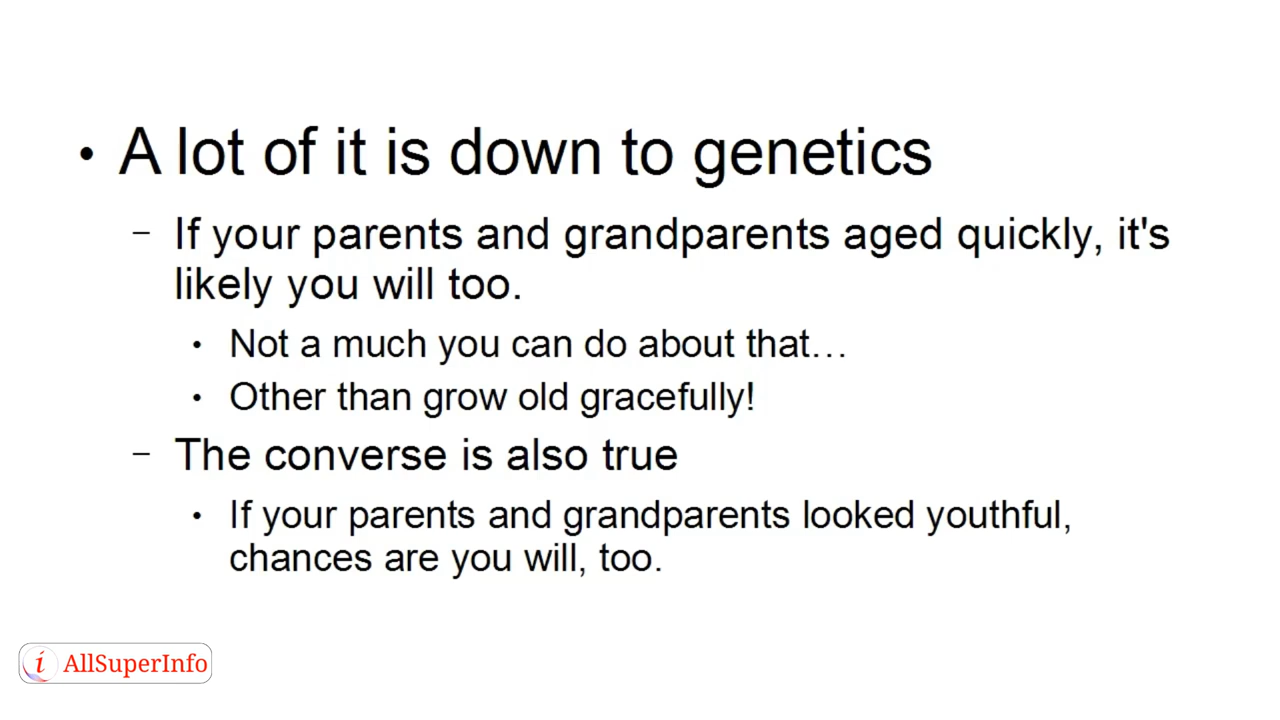 • A lot of it is down to genetics
– If your parents and grandparents aged quickly, it's
likely you will too.
• Not a much you can do about that…
• Other than grow old gracefully!
– The converse is also true
• If your parents and grandparents looked youthful,
chances are you will, too.
i AllSuperInfo